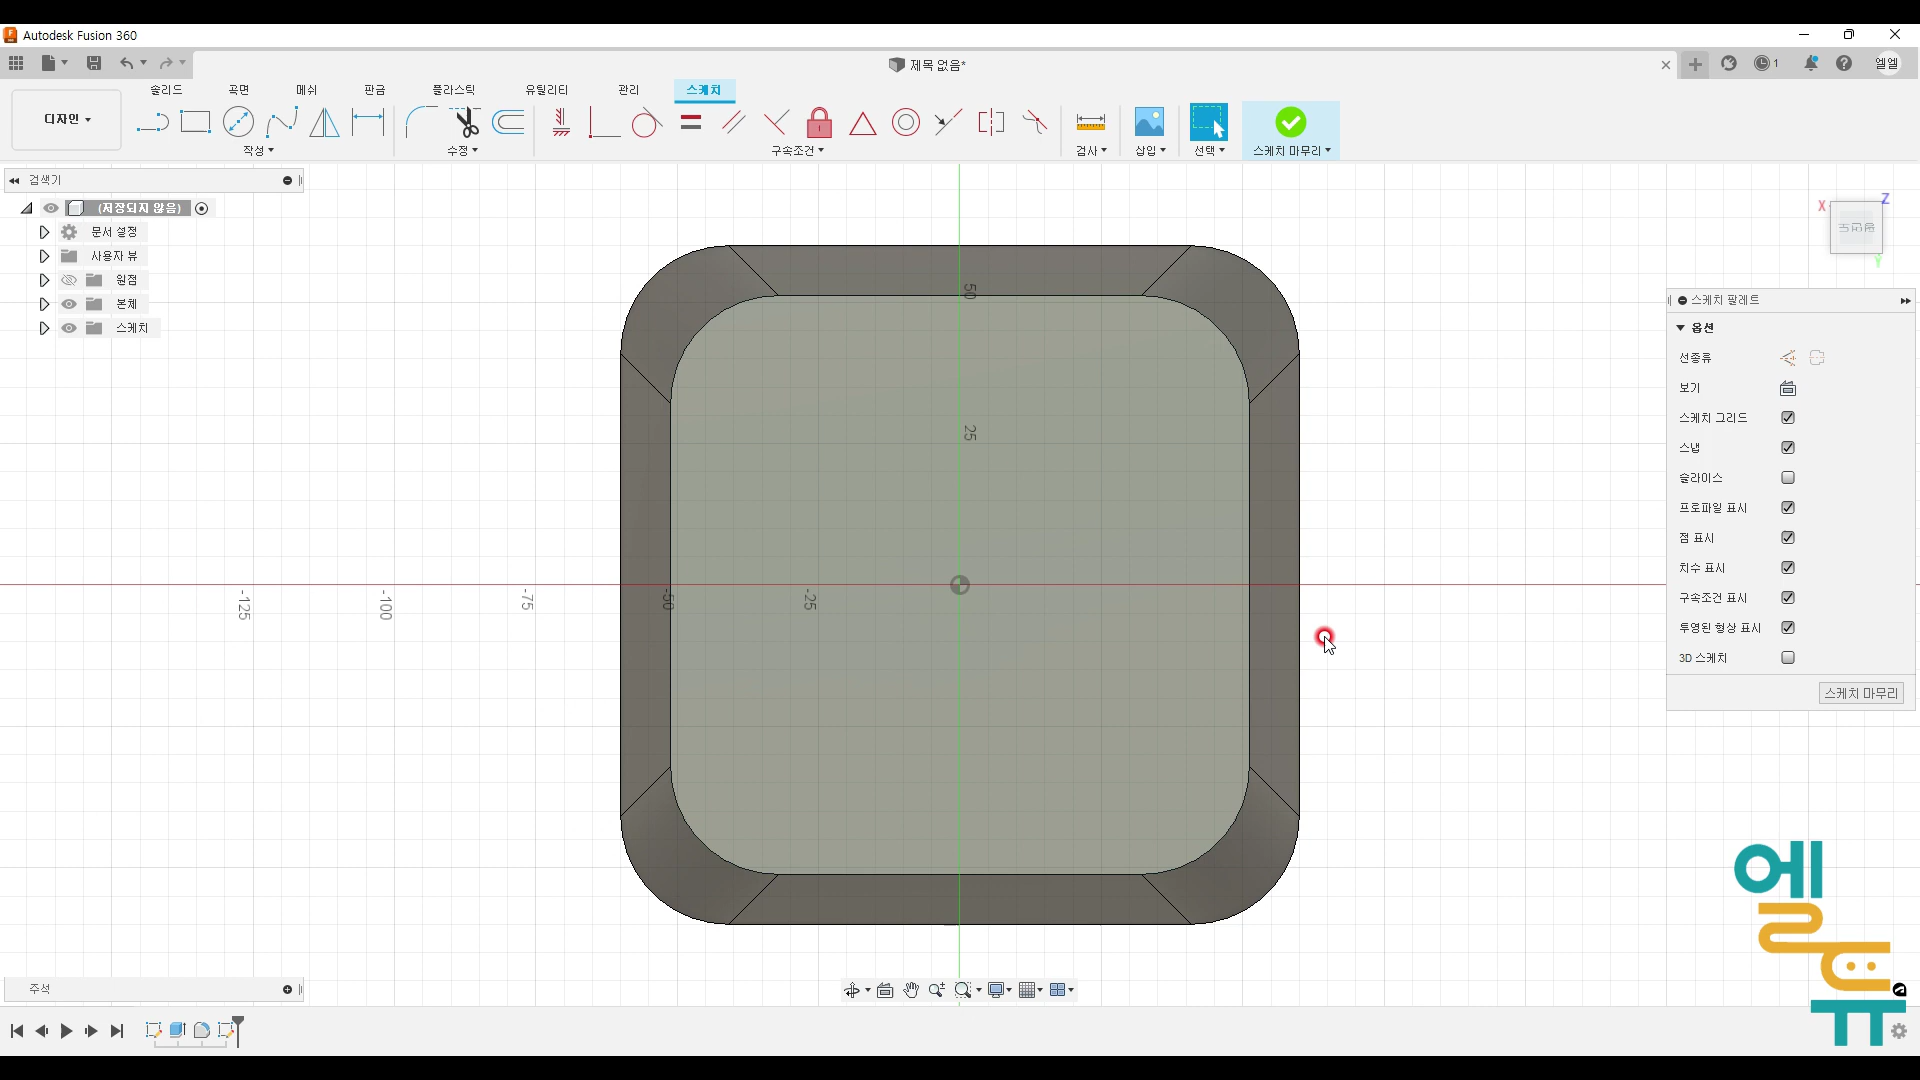 Autodesk Fusion 360
제목 없음*
1
엘엘
솔리드
곡면
메쉬
판금
플라스틱
유틸리티
관리
스케치
디자인
작성
수정
구속조건
검사
삽입
선택
스케치 마무리
검색기
(저장되지 않음)
문서 설정
사용자 뷰
원점
본체
스케치
50
25
-125
-100
-75
-50
-25
X
Z
Y
스케치 팔레트
옵션
선종류
보기
스케치 그리드
스냅
슬라이스
프로파일 표시
점 표시
치수 표시
구속조건 표시
투영된 형상 표시
3D 스케치
스케치 마무리
주석